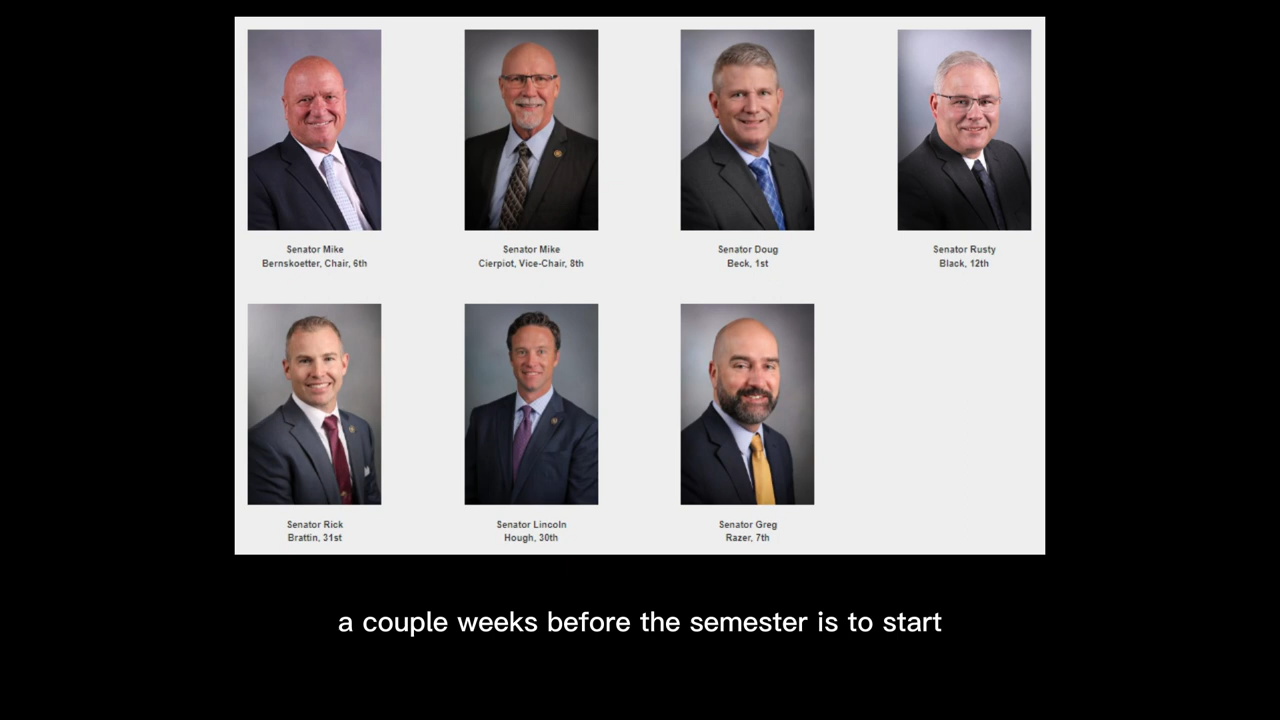 Senator Mike
Bernskoetter, Chair, 6th
Senator Mike
Cierpiot, Vice-Chair, 8th
Senator Doug
Beck, 1st
Senator Rusty
Black, 12th
Senator Rick
Brattin, 31st
Senator Lincoln
Hough, 30th
Senator Greg
Razer, 7th
a couple weeks before the semester is to start